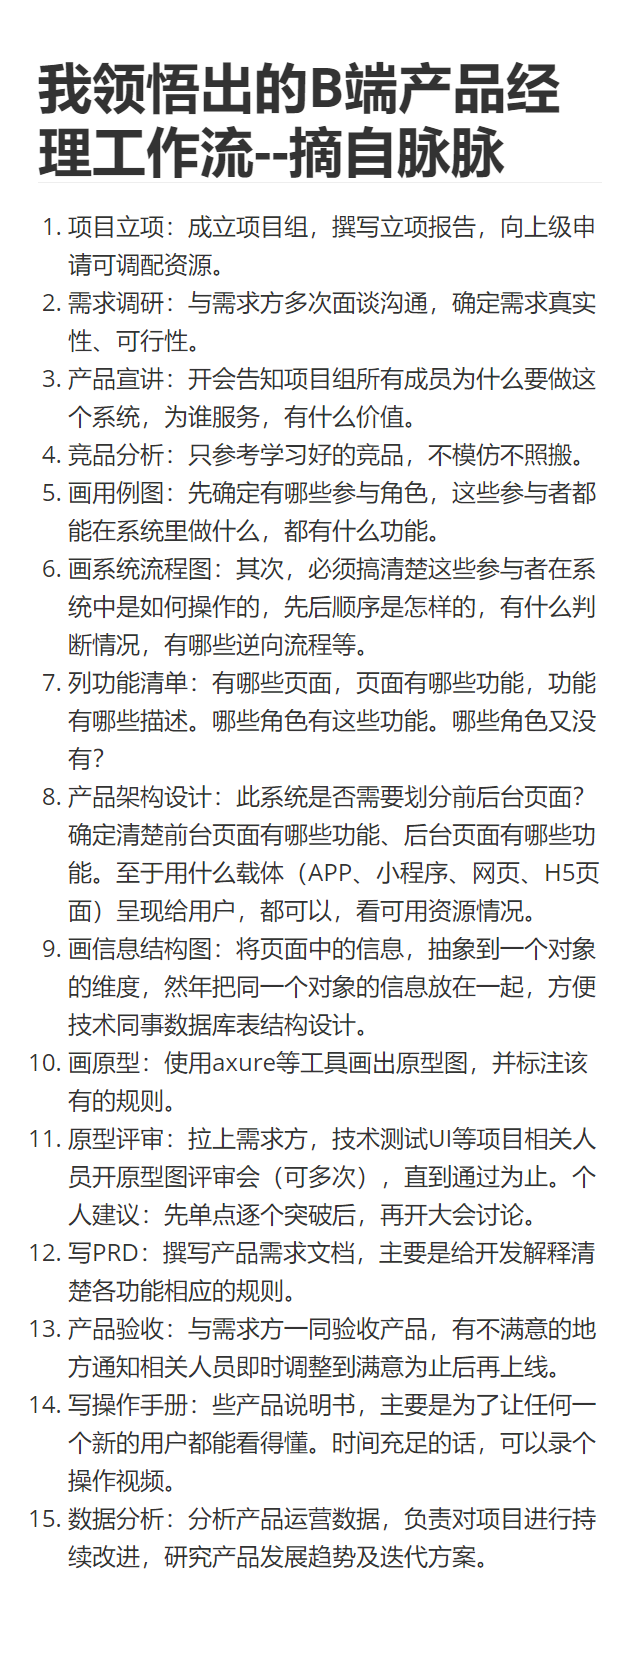 我领悟出的B端产品经
理工作流--摘自脉脉
1. 项目立项：成立项目组，撰写立项报告，向上级申
请可调配资源。
2. 需求调研：与需求方多次面谈沟通，确定需求真实
性、可行性。
3. 产品宣讲：开会告知项目组所有成员为什么要做这
个系统，为谁服务，有什么价值。
4. 竞品分析：只参考学习好的竞品，不模仿不照搬。
5. 画用例图：先确定有哪些参与角色，这些参与者都
能在系统里做什么，都有什么功能。
6. 画系统流程图：其次，必须搞清楚这些参与者在系
统中是如何操作的，先后顺序是怎样的，有什么判
断情况，有哪些逆向流程等。
7. 列功能清单：有哪些页面，页面有哪些功能，功能
有哪些描述。哪些角色有这些功能。哪些角色又没
有？
8. 产品架构设计：此系统是否需要划分前后台页面？
确定清楚前台页面有哪些功能、后台页面有哪些功
能。至于用什么载体（APP、小程序、网页、H5页
面）呈现给用户，都可以，看可用资源情况。
9. 画信息结构图：将页面中的信息，抽象到一个对象
的维度，然年把同一个对象的信息放在一起，方便
技术同事数据库表结构设计。
10. 画原型：使用axure等工具画出原型图，并标注该
有的规则。
11. 原型评审：拉上需求方，技术测试UI等项目相关人
员开原型图评审会（可多次），直到通过为止。个
人建议：先单点逐个突破后，再开大会讨论。
12. 写PRD：撰写产品需求文档，主要是给开发解释清
楚各功能相应的规则。
13. 产品验收：与需求方一同验收产品，有不满意的地
方通知相关人员即时调整到满意为止后再上线。
14. 写操作手册：些产品说明书，主要是为了让任何一
个新的用户都能看得懂。时间充足的话，可以录个
操作视频。
15. 数据分析：分析产品运营数据，负责对项目进行持
续改进，研究产品发展趋势及迭代方案。